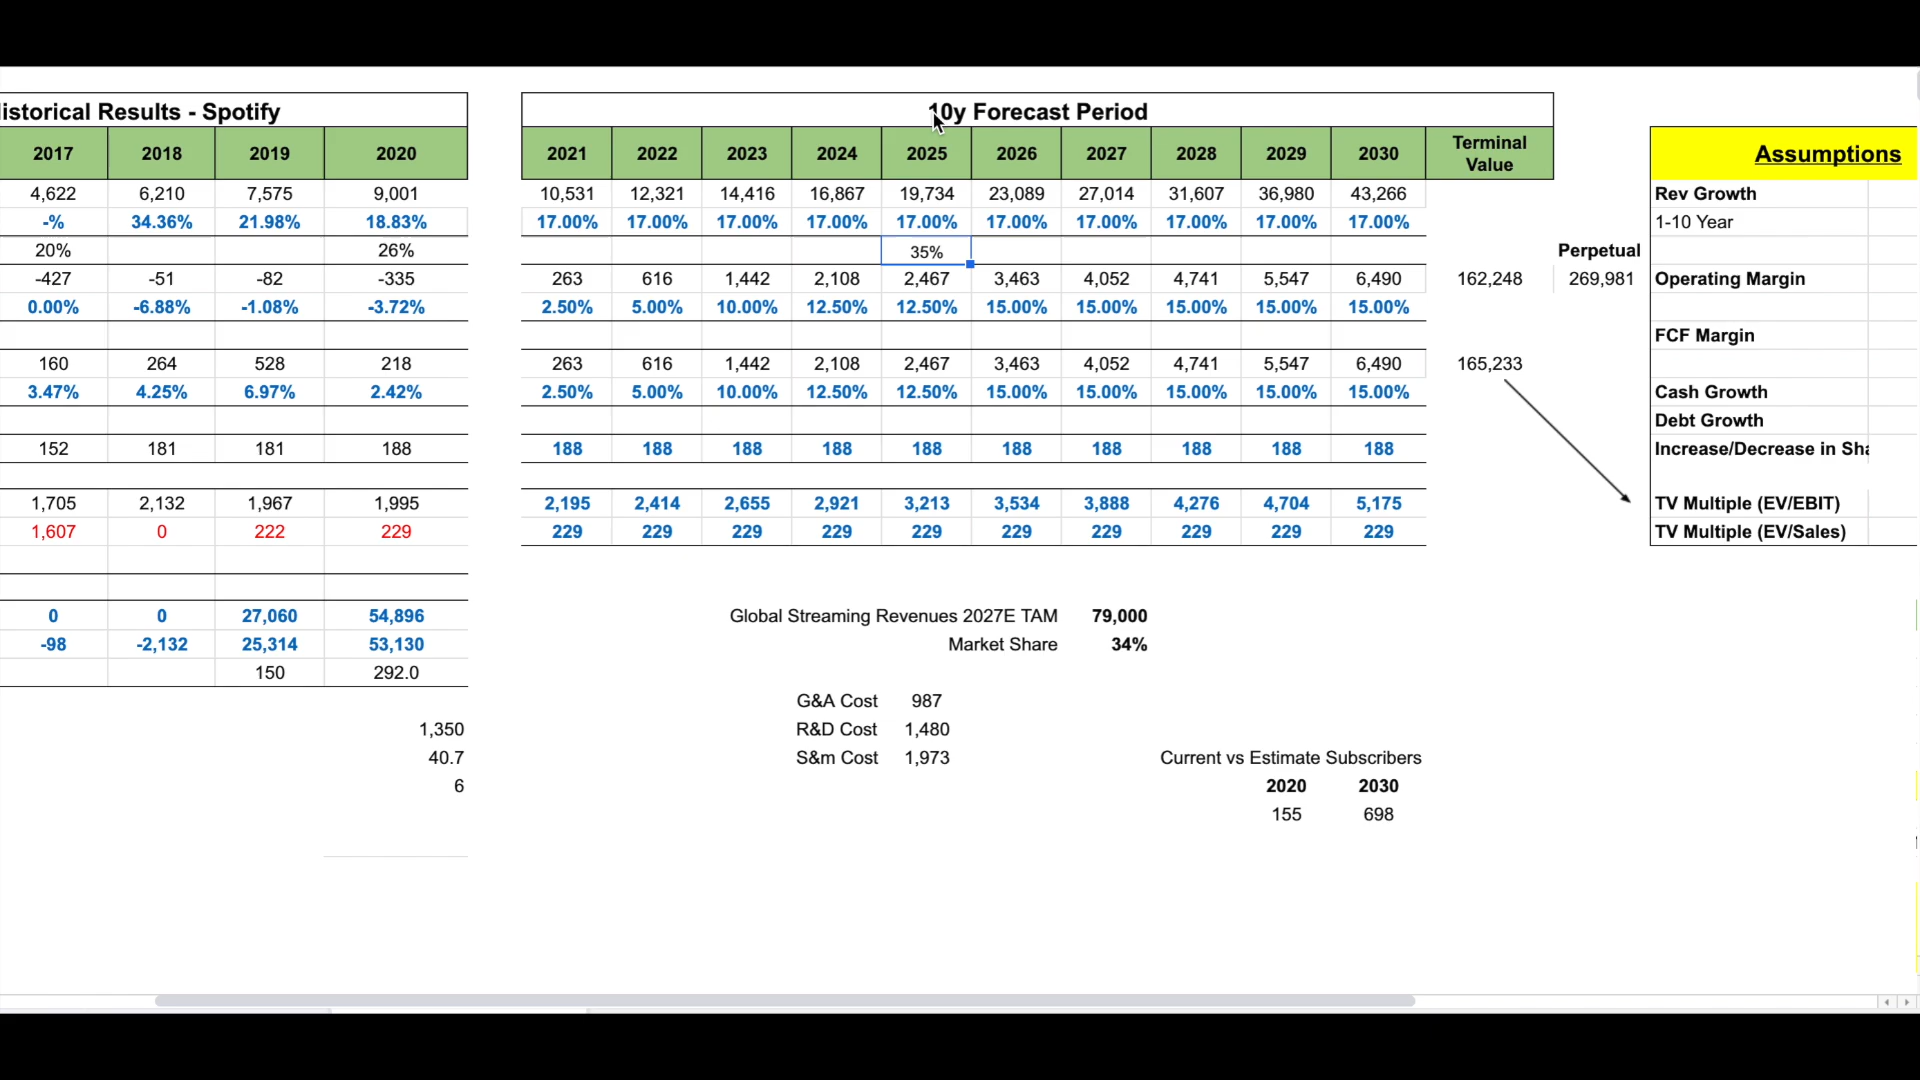 istorical Results - Spotify
10y Forecast Period
2017 2018 2019 2020 2021 2022 2023 2024 2025 2026 2027 2028 2029 2030 Terminal Value
Assumptions
4,622 6,210 7,575 9,001 10,531 12,321 14,416 16,867 19,734 23,089 27,014 31,607 36,980 43,266 Rev Growth
-% 34.36% 21.98% 18.83% 17.00% 17.00% 17.00% 17.00% 17.00% 17.00% 17.00% 17.00% 17.00% 17.00% 1-10 Year
20% 26% 35% Perpetual
-427 -51 -82 -335 263 616 1,442 2,108 2,467 3,463 4,052 4,741 5,547 6,490 162,248 269,981 Operating Margin
0.00% -6.88% -1.08% -3.72% 2.50% 5.00% 10.00% 12.50% 12.50% 15.00% 15.00% 15.00% 15.00% 15.00%
FCF Margin
160 264 528 218 263 616 1,442 2,108 2,467 3,463 4,052 4,741 5,547 6,490 165,233
3.47% 4.25% 6.97% 2.42% 2.50% 5.00% 10.00% 12.50% 12.50% 15.00% 15.00% 15.00% 15.00% 15.00% Cash Growth
Debt Growth
152 181 181 188 188 188 188 188 188 188 188 188 188 188 Increase/Decrease in Sha
1,705 2,132 1,967 1,995 2,195 2,414 2,655 2,921 3,213 3,534 3,888 4,276 4,704 5,175 TV Multiple (EV/EBIT)
1,607 0 222 229 229 229 229 229 229 229 229 229 229 229 TV Multiple (EV/Sales)
0 0 27,060 54,896 Global Streaming Revenues 2027E TAM 79,000
-98 -2,132 25,314 53,130 Market Share 34%
150 292.0
G&A Cost 987
1,350 R&D Cost 1,480
40.7 S&m Cost 1,973 Current vs Estimate Subscribers
6 2020 2030
155 698